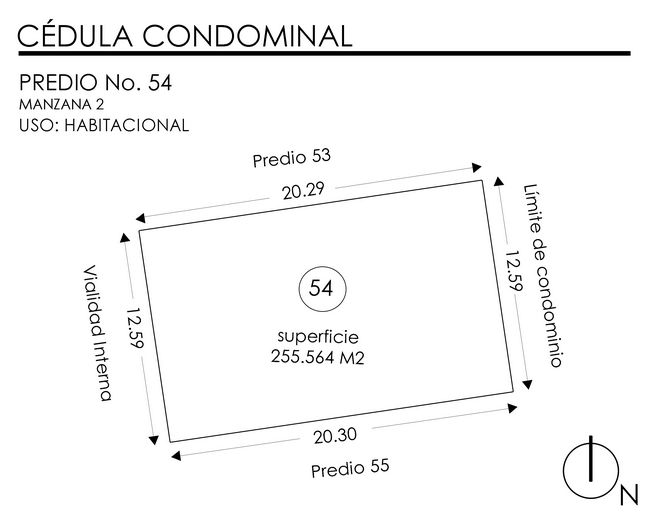 CÉDULA CONDOMINAL
PREDIO No. 54
MANZANA 2
USO: HABITACIONAL
Predio 53
20.29
Límite de condominio
12.59
Vialidad Interna
12.59
54
superficie
255.564 M2
20.30
Predio 55
N